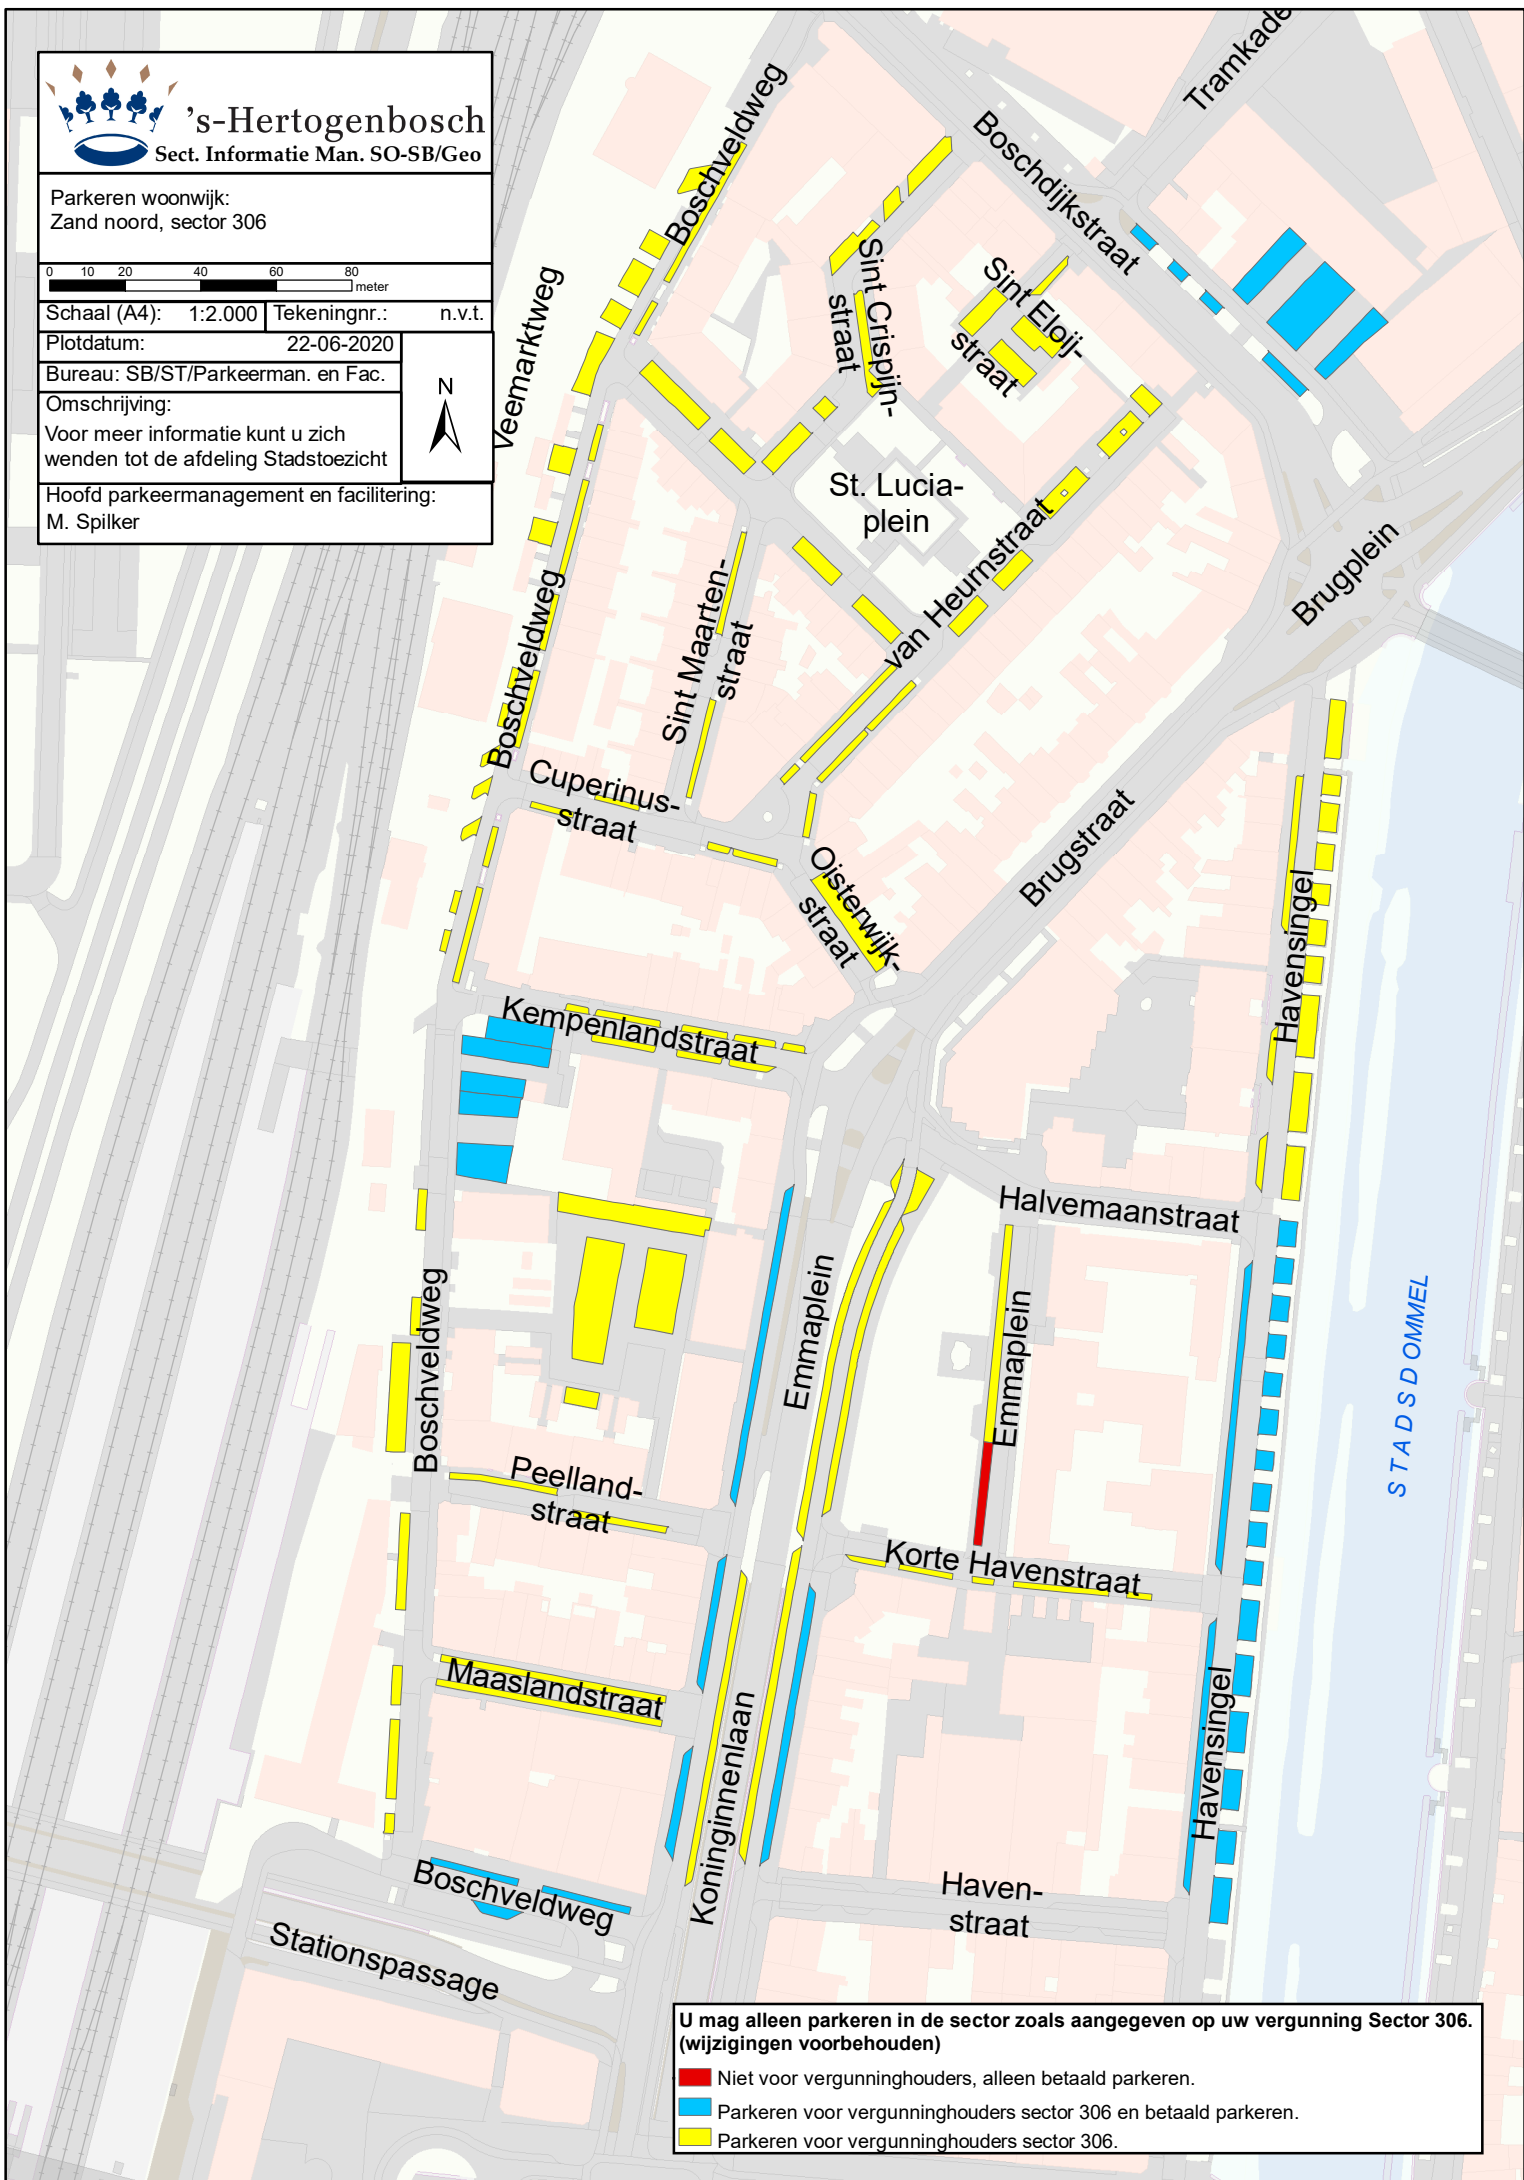 's-Hertogenbosch
Sect. Informatie Man. SO-SB/Geo
Parkeren woonwijk:
Zand noord, sector 306
0 10 20 40 60 80
meter
Schaal (A4): 1:2.000 Tekeningnr.: n.v.t.
Plotdatum: 22-06-2020
Bureau: SB/ST/Parkeerman. en Fac.
Omschrijving:
Voor meer informatie kunt u zich
wenden tot de afdeling Stadstoezicht
N
Hoofd parkeermanagement en facilitering:
M. Spilker
Tramkade
Boschveldweg
Boschdijkstraat
Veemarktweg
Sint Crispijn-
straat
Sint Eloij-
straat
St. Lucia-
plein
Brugplein
van Heurnstraat
Boschveldweg
Sint Maarten-
straat
Cuperinus-
straat
Oisterwijk-
straat
Brugstraat
Havensingel
Kempenlandstraat
Halvemaanstraat
Emmaplein
Emmaplein
Boschveldweg
STADSDOMMEL
Peelland-
straat
Korte Havenstraat
Maaslandstraat
Koninginnenlaan
Havensingel
Boschveldweg
Haven-
straat
Stationspassage
U mag alleen parkeren in de sector zoals aangegeven op uw vergunning Sector 306.
(wijzigingen voorbehouden)
Niet voor vergunninghouders, alleen betaald parkeren.
Parkeren voor vergunninghouders sector 306 en betaald parkeren.
Parkeren voor vergunninghouders sector 306.